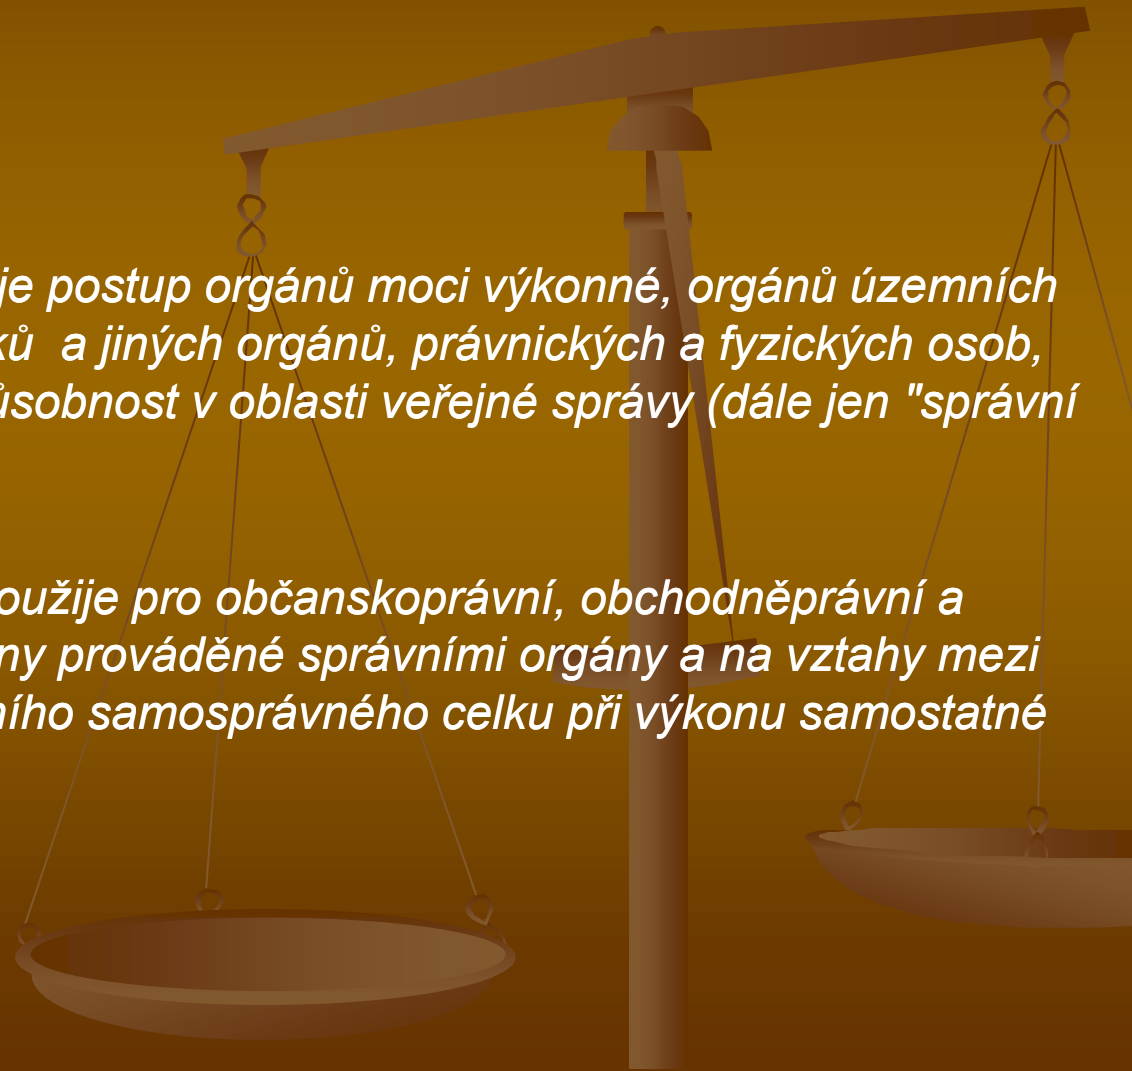 je postup orgánů moci výkonné, orgánů územních
ků  a jiných orgánů, právnických a fyzických osob,
ůsobnost v oblasti veřejné správy (dále jen "správní
oužije pro občanskoprávní, obchodněprávní a
ny prováděné správními orgány a na vztahy mezi
ního samosprávného celku při výkonu samostatné